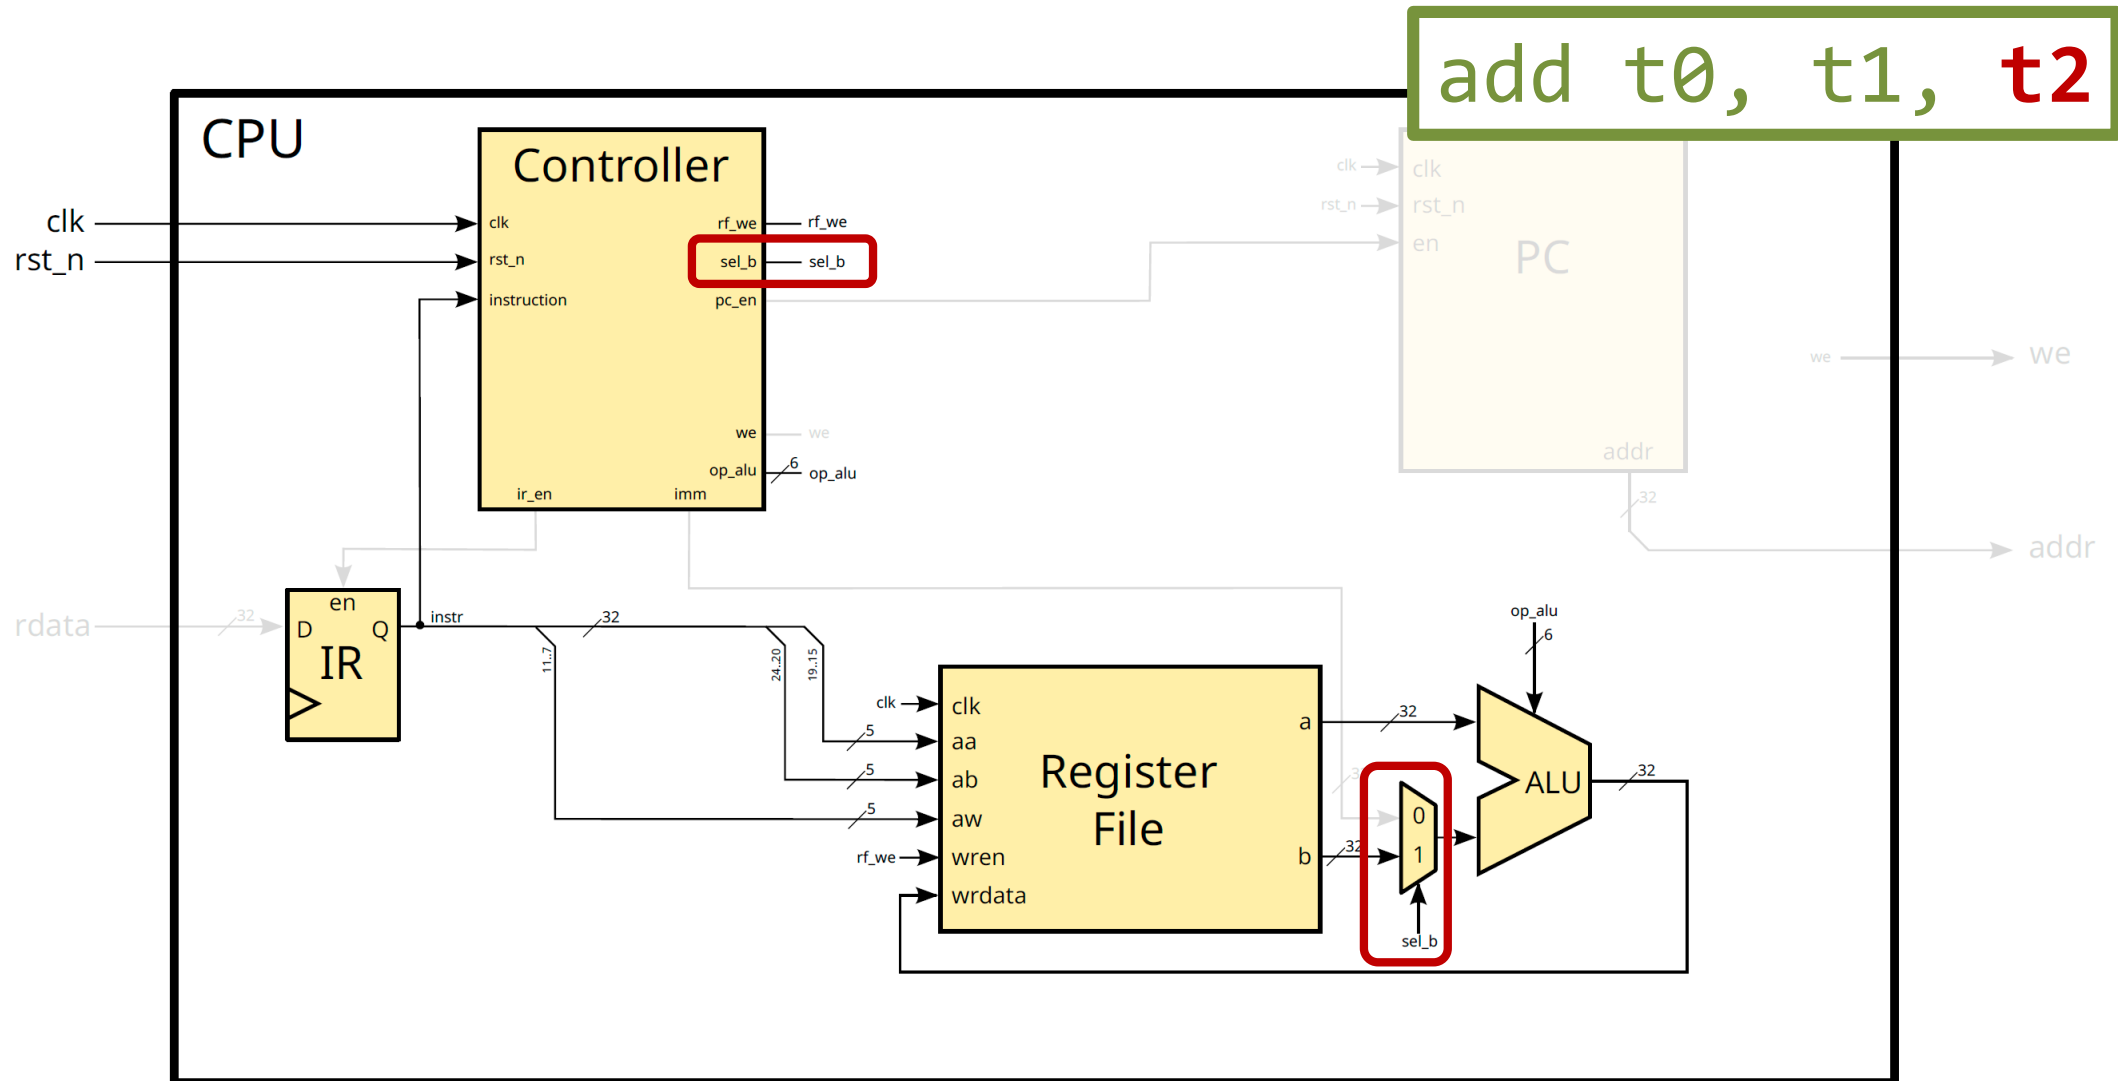 add t0, t1, t2
CPU
Controller
clk
rst_n
clk
rst_n
instruction
rf_we
sel_b
pc_en
we
op_alu
ir_en
imm
rf_we
sel_b
we
6
op_alu
clk
rst_n
clk
rst_n
en
PC
addr
32
we
we
addr
rdata
32
en
D
Q
IR
instr
32
11..7
24..20
19..15
clk
5
5
5
rf_we
clk
aa
ab
aw
wren
wrdata
Register
File
a
b
32
32
0
1
sel_b
op_alu
6
ALU
32